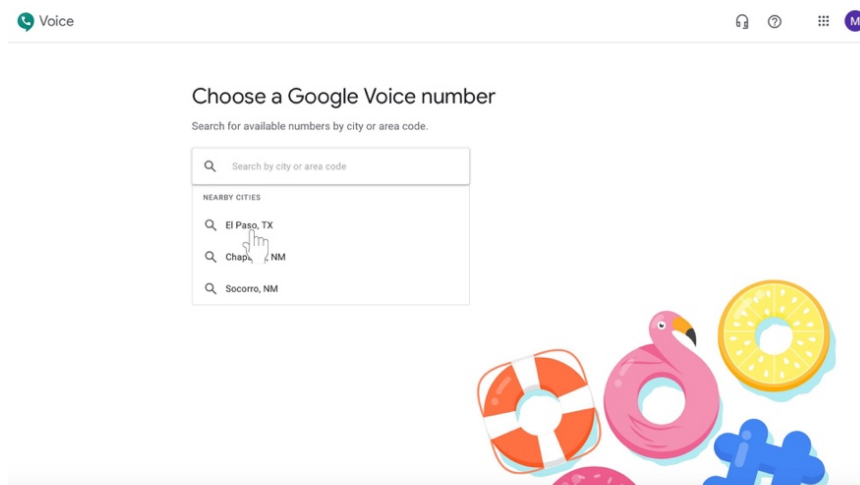 Voice
M
Choose a Google Voice number
Search for available numbers by city or area code.
Search by city or area code
NEARBY CITIES
El Paso, TX
NM
Socorro, NM